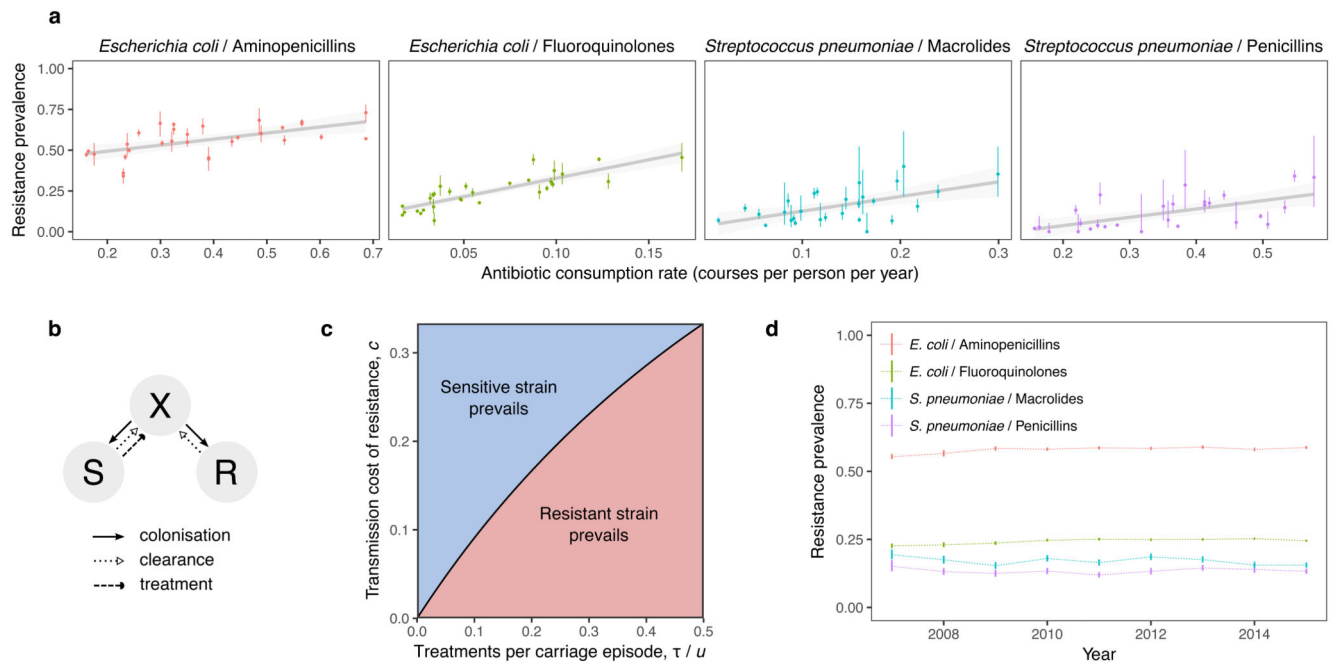 a
Escherichia coli / Aminopenicillins
Escherichia coli / Fluoroquinolones
Streptococcus pneumoniae / Macrolides
Streptococcus pneumoniae / Penicillins
Resistance prevalence
1.00
0.75
0.50
0.25
0.00
0.2 0.3 0.4 0.5 0.6 0.7
0.05 0.10 0.15
0.1 0.2 0.3
0.2 0.3 0.4 0.5
Antibiotic consumption rate (courses per person per year)
b
X
S
R
colonisation
clearance
treatment
c
Transmission cost of resistance, c
0.3
0.2
0.1
0.0
Sensitive strain
prevails
Resistant strain
prevails
0.0 0.1 0.2 0.3 0.4 0.5
Treatments per carriage episode, τ / u
d
Resistance prevalence
1.00
0.75
0.50
0.25
0.00
E. coli / Aminopenicillins
E. coli / Fluoroquinolones
S. pneumoniae / Macrolides
S. pneumoniae / Penicillins
2008 2010 2012 2014
Year